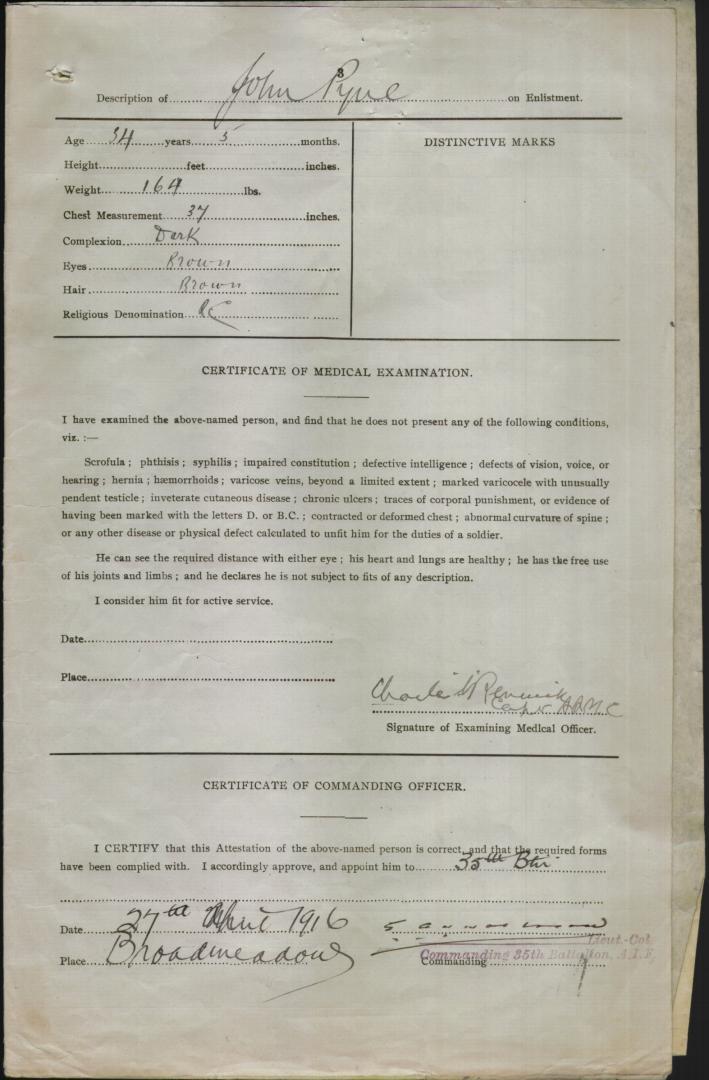 3
Description of John Pyne on Enlistment.
Age 34 years 5 months.
Height feet inches.
Weight 164 lbs.
Chest Measurement 37 inches.
Complexion Dark
Eyes Brown
Hair Brown
Religious Denomination RC
DISTINCTIVE MARKS
CERTIFICATE OF MEDICAL EXAMINATION.
I have examined the above-named person, and find that he does not present any of the following conditions,
viz. :—
Scrofula ; phthisis ; syphilis ; impaired constitution ; defective intelligence ; defects of vision, voice, or
hearing ; hernia ; hæmorrhoids ; varicose veins, beyond a limited extent ; marked varicocele with unusually
pendent testicle ; inveterate cutaneous disease ; chronic ulcers ; traces of corporal punishment, or evidence of
having been marked with the letters D. or B.C. ; contracted or deformed chest ; abnormal curvature of spine ;
or any other disease or physical defect calculated to unfit him for the duties of a soldier.
He can see the required distance with either eye ; his heart and lungs are healthy ; he has the free use
of his joints and limbs ; and he declares he is not subject to fits of any description.
I consider him fit for active service.
Date
Place
Capt AAMC
Signature of Examining Medical Officer.
CERTIFICATE OF COMMANDING OFFICER.
I CERTIFY that this Attestation of the above-named person is correct, and that the required forms
have been complied with. I accordingly approve, and appoint him to 35th Btn
Date 27th April 1916
Lieut.-Col.
Commanding 35th Battalion, A.I.F.
Place Broadmeadows Commanding